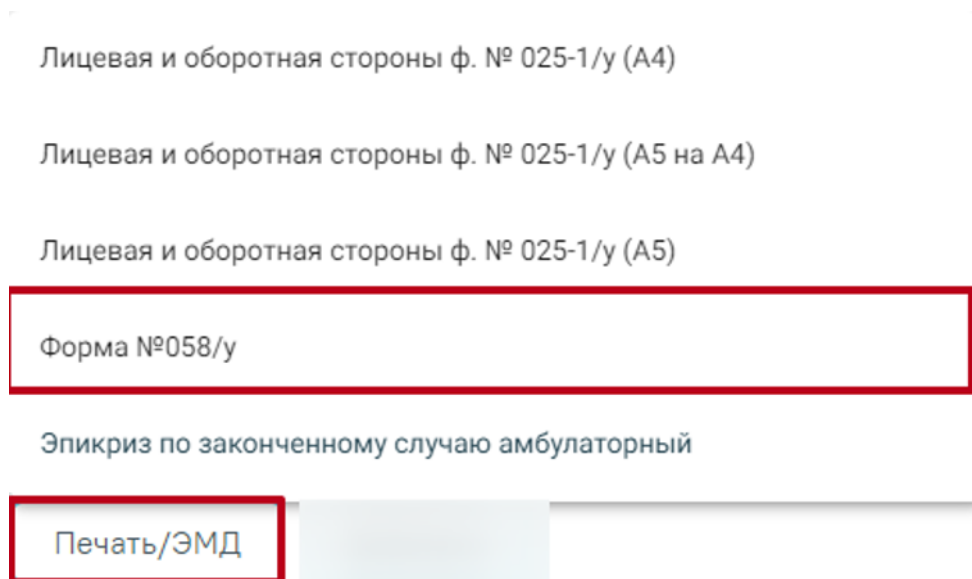 Лицевая и оборотная стороны ф. № 025-1/у (А4)
Лицевая и оборотная стороны ф. № 025-1/у (А5 на А4)
Лицевая и оборотная стороны ф. № 025-1/у (А5)
Форма №058/у
Эпикриз по законченному случаю амбулаторный
Печать/ЭМД